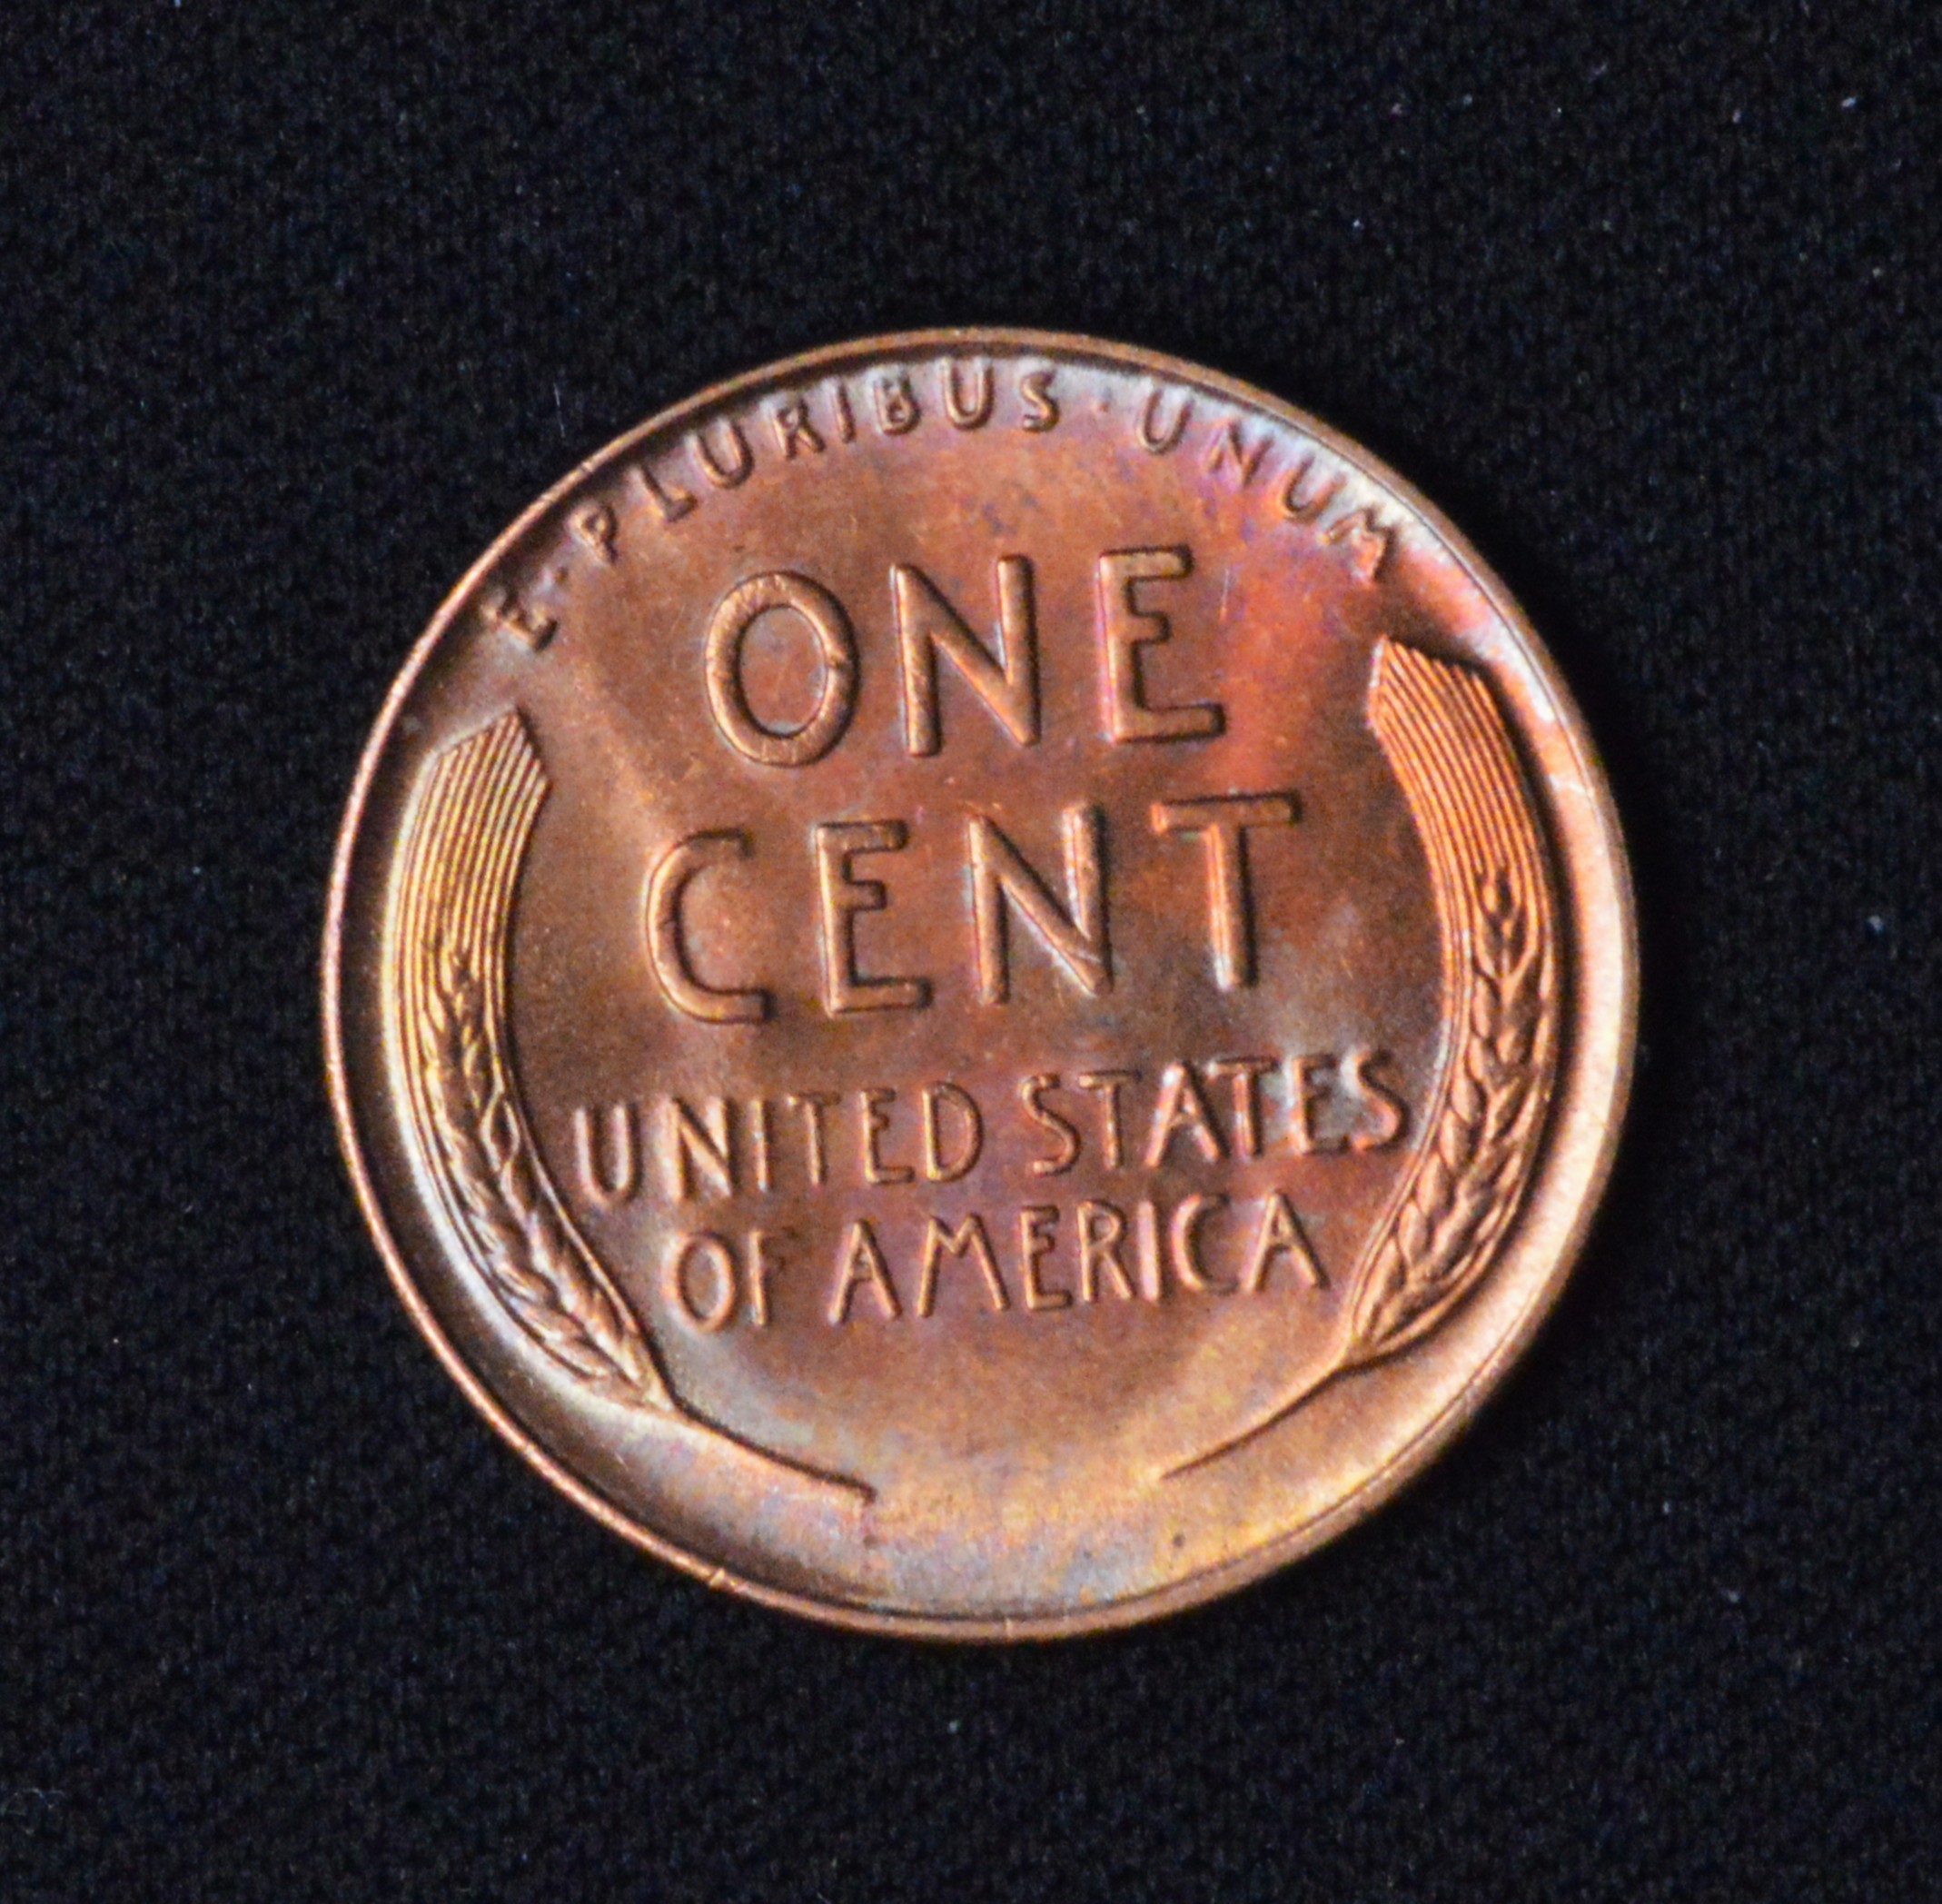 E·PLURIBUS·UNUM
ONE
CENT
UNITED STATES
OF AMERICA